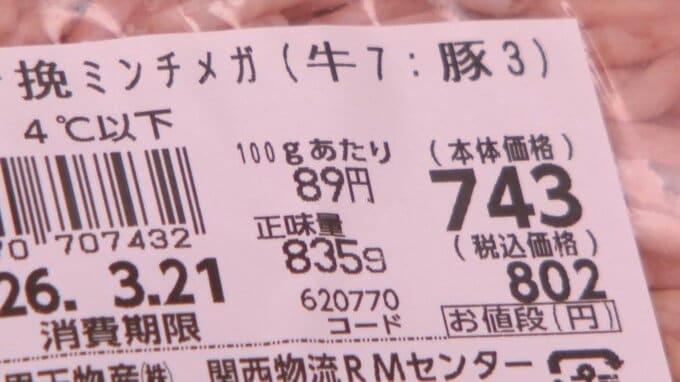 挽ミンチメガ(牛7:豚3)
4℃以下
100gあたり
89円
(本体価格)
743
正味量
835g
(税込価格)
802
70 707432
26. 3.21
消費期限
620770
コード
お値段(円)
関西物流RMセンター